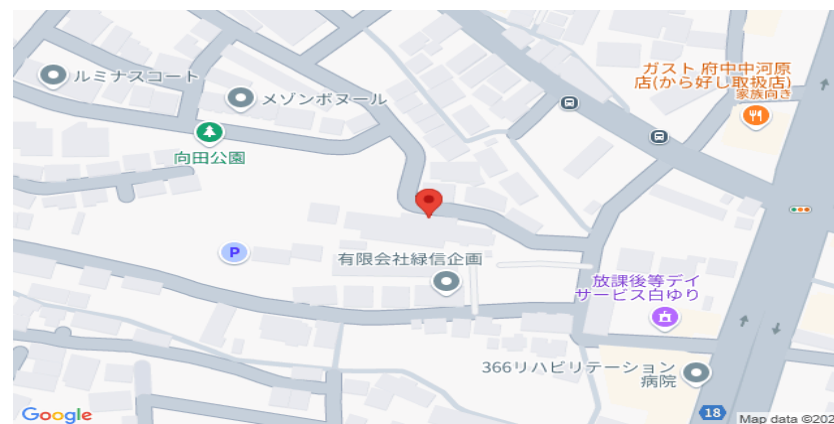 ルミナスコート
メゾンボヌール
向田公園
ガスト 府中中河原
店(から好し取扱店)
家族向き
P
有限会社緑信企画
放課後等デイ
サービス白ゆり
366リハビリテーション
病院
18
Google
Map data ©202